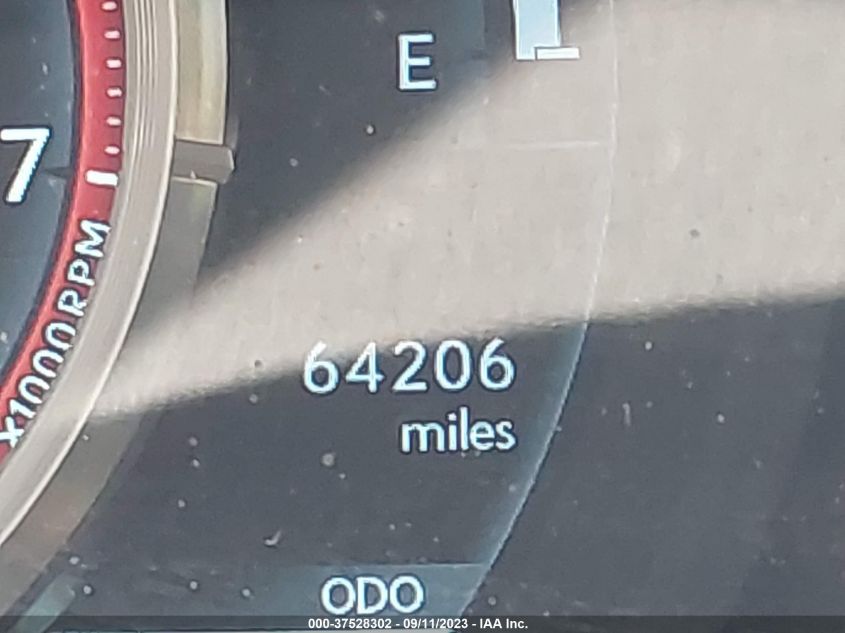 E
7
x1000RPM
64206
miles
ODO
000-37528302 - 09/11/2023 - IAA Inc.